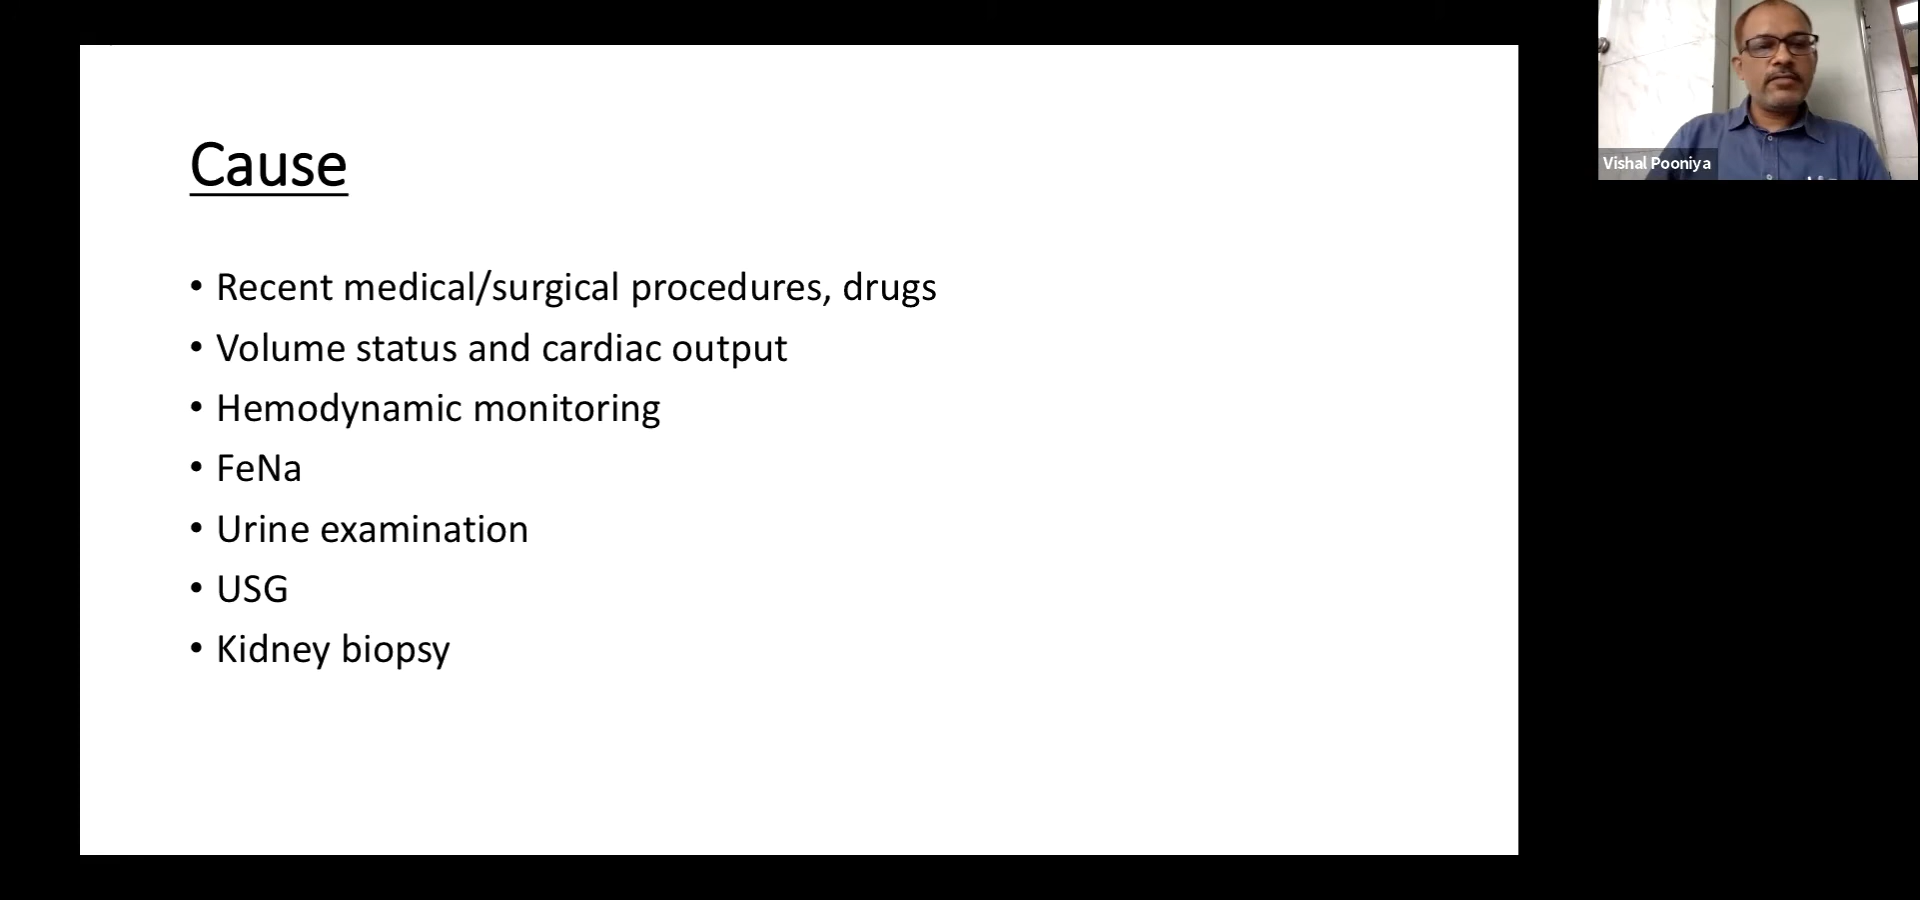 Cause
• Recent medical/surgical procedures, drugs
• Volume status and cardiac output
• Hemodynamic monitoring
• FeNa
• Urine examination
• USG
• Kidney biopsy
Vishal Pooniya